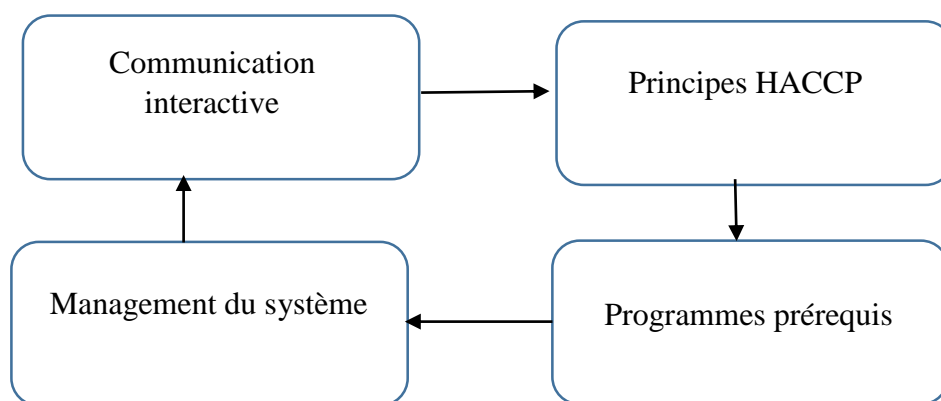 Communication
interactive
Principes HACCP
Management du système
Programmes prérequis